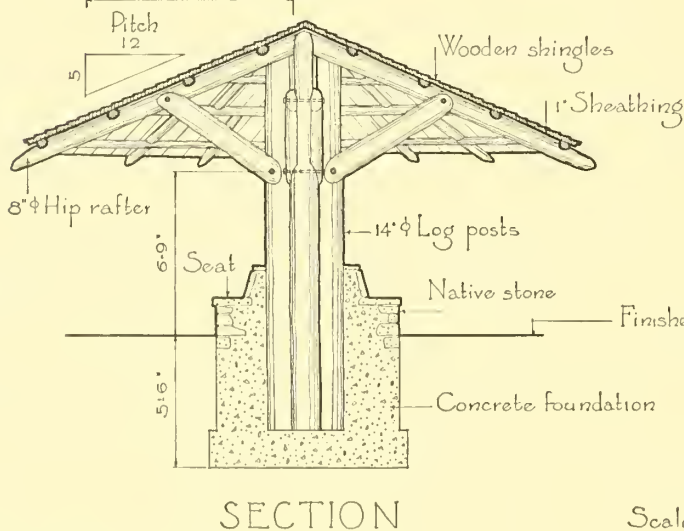 Pitch
12
5
Wooden shingles
1" Sheathing
8"ϕ Hip rafter
14"ϕ Log posts
6'-9"
Seat
Native stone
Finishe
5'-6"
Concrete foundation
SECTION
Scale